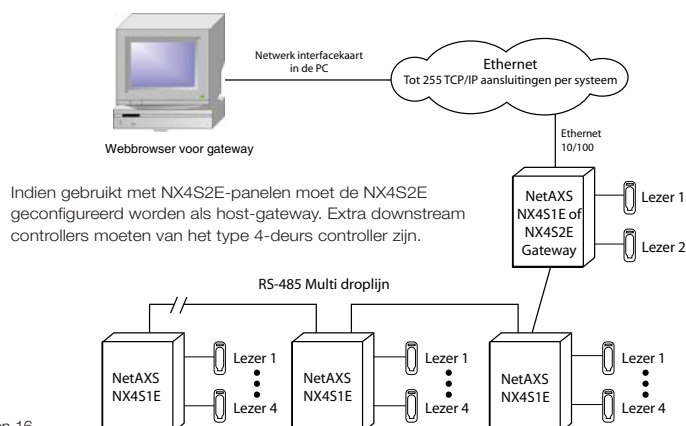 Netwerk interfacekaart
in de PC
Ethernet
Tot 255 TCP/IP aansluitingen per systeem
Webbrowser voor gateway
Ethernet
10/100
Indien gebruikt met NX4S2E-panelen moet de NX4S2E
geconfigureerd worden als host-gateway. Extra downstream
controllers moeten van het type 4-deurs controller zijn.
NetAXS
NX4S1E of
NX4S2E
Gateway
Lezer 1
Lezer 2
RS-485 Multi droplijn
NetAXS
NX4S1E
Lezer 1
Lezer 4
NetAXS
NX4S1E
Lezer 1
Lezer 4
NetAXS
NX4S1E
Lezer 1
Lezer 4
16